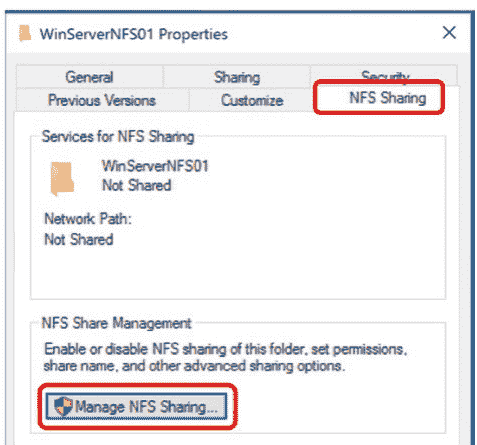 WinServerNFS01 Properties
General Sharing Security
Previous Versions Customize NFS Sharing
Services for NFS Sharing
WinServerNFS01
Not Shared
Network Path:
Not Shared
NFS Share Management
Enable or disable NFS sharing of this folder, set permissions,
share name, and other advanced sharing options.
Manage NFS Sharing...